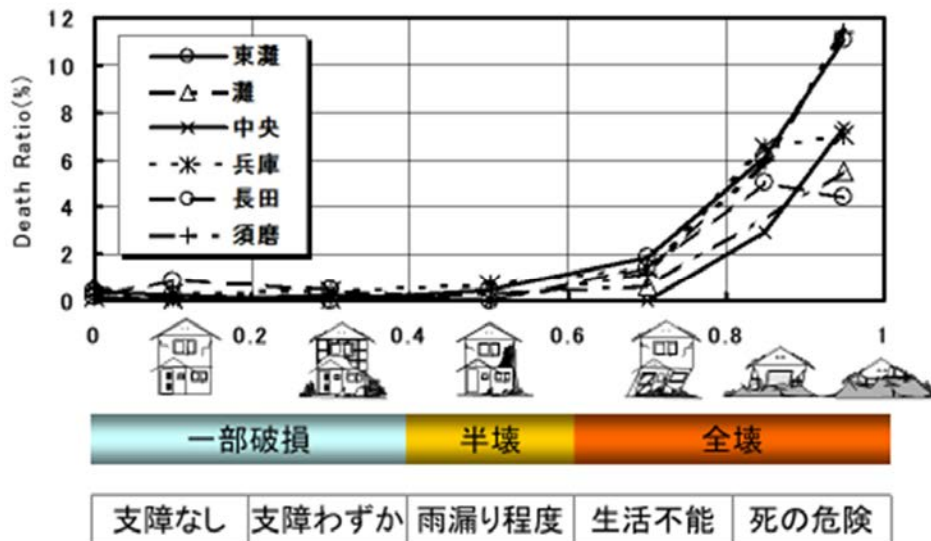 12
10
8
6
4
2
0
Death Ratio(%)
東灘
灘
中央
兵庫
長田
須磨
0 0.2 0.4 0.6 0.8 1
一部破損 半壊 全壊
支障なし 支障わずか 雨漏り程度 生活不能 死の危険